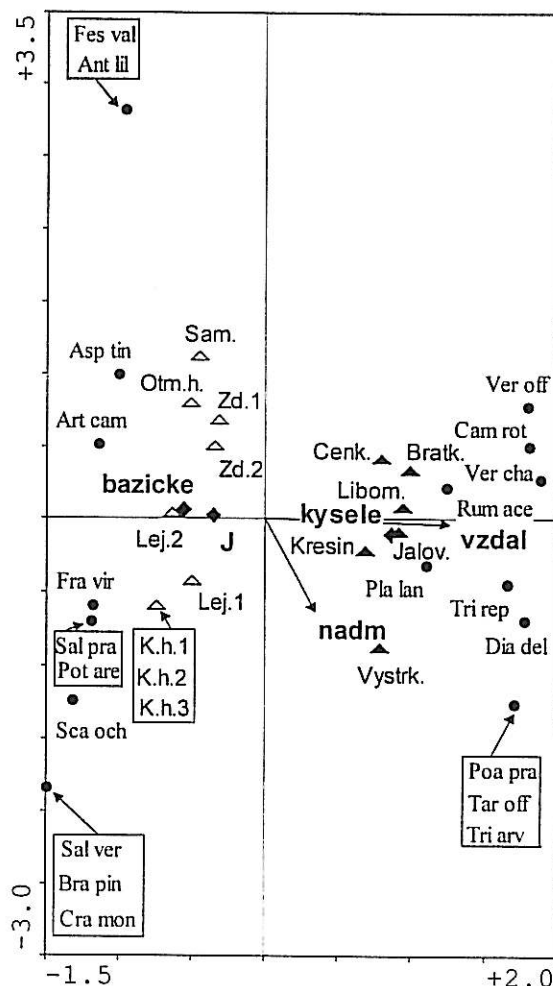 +3.5
Fes val
Ant lil
Sam.
Asp tin
Otm.h.
Zd.1
Ver off
Art cam
Cam rot
Zd.2
Cenk.
Bratk.
Ver cha
bazicke
Libom.
kysele
Rum ace
Lej.2
J
Kresin
Jalov.
vzdal
Fra vir
Lej.1
Pla lan
Tri rep
Sal pra
Pot are
K.h.1
K.h.2
K.h.3
nadm
Dia del
Vystrk.
Sca och
Poa pra
Tar off
Tri arv
Sal ver
Bra pin
Cra mon
-3.0
-1.5
+2.0